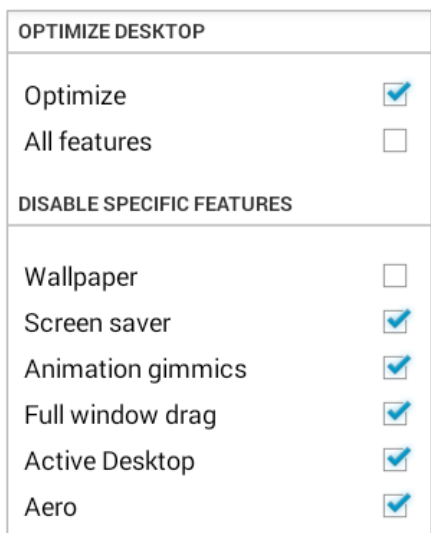 OPTIMIZE DESKTOP
Optimize
All features
DISABLE SPECIFIC FEATURES
Wallpaper
Screen saver
Animation gimmics
Full window drag
Active Desktop
Aero